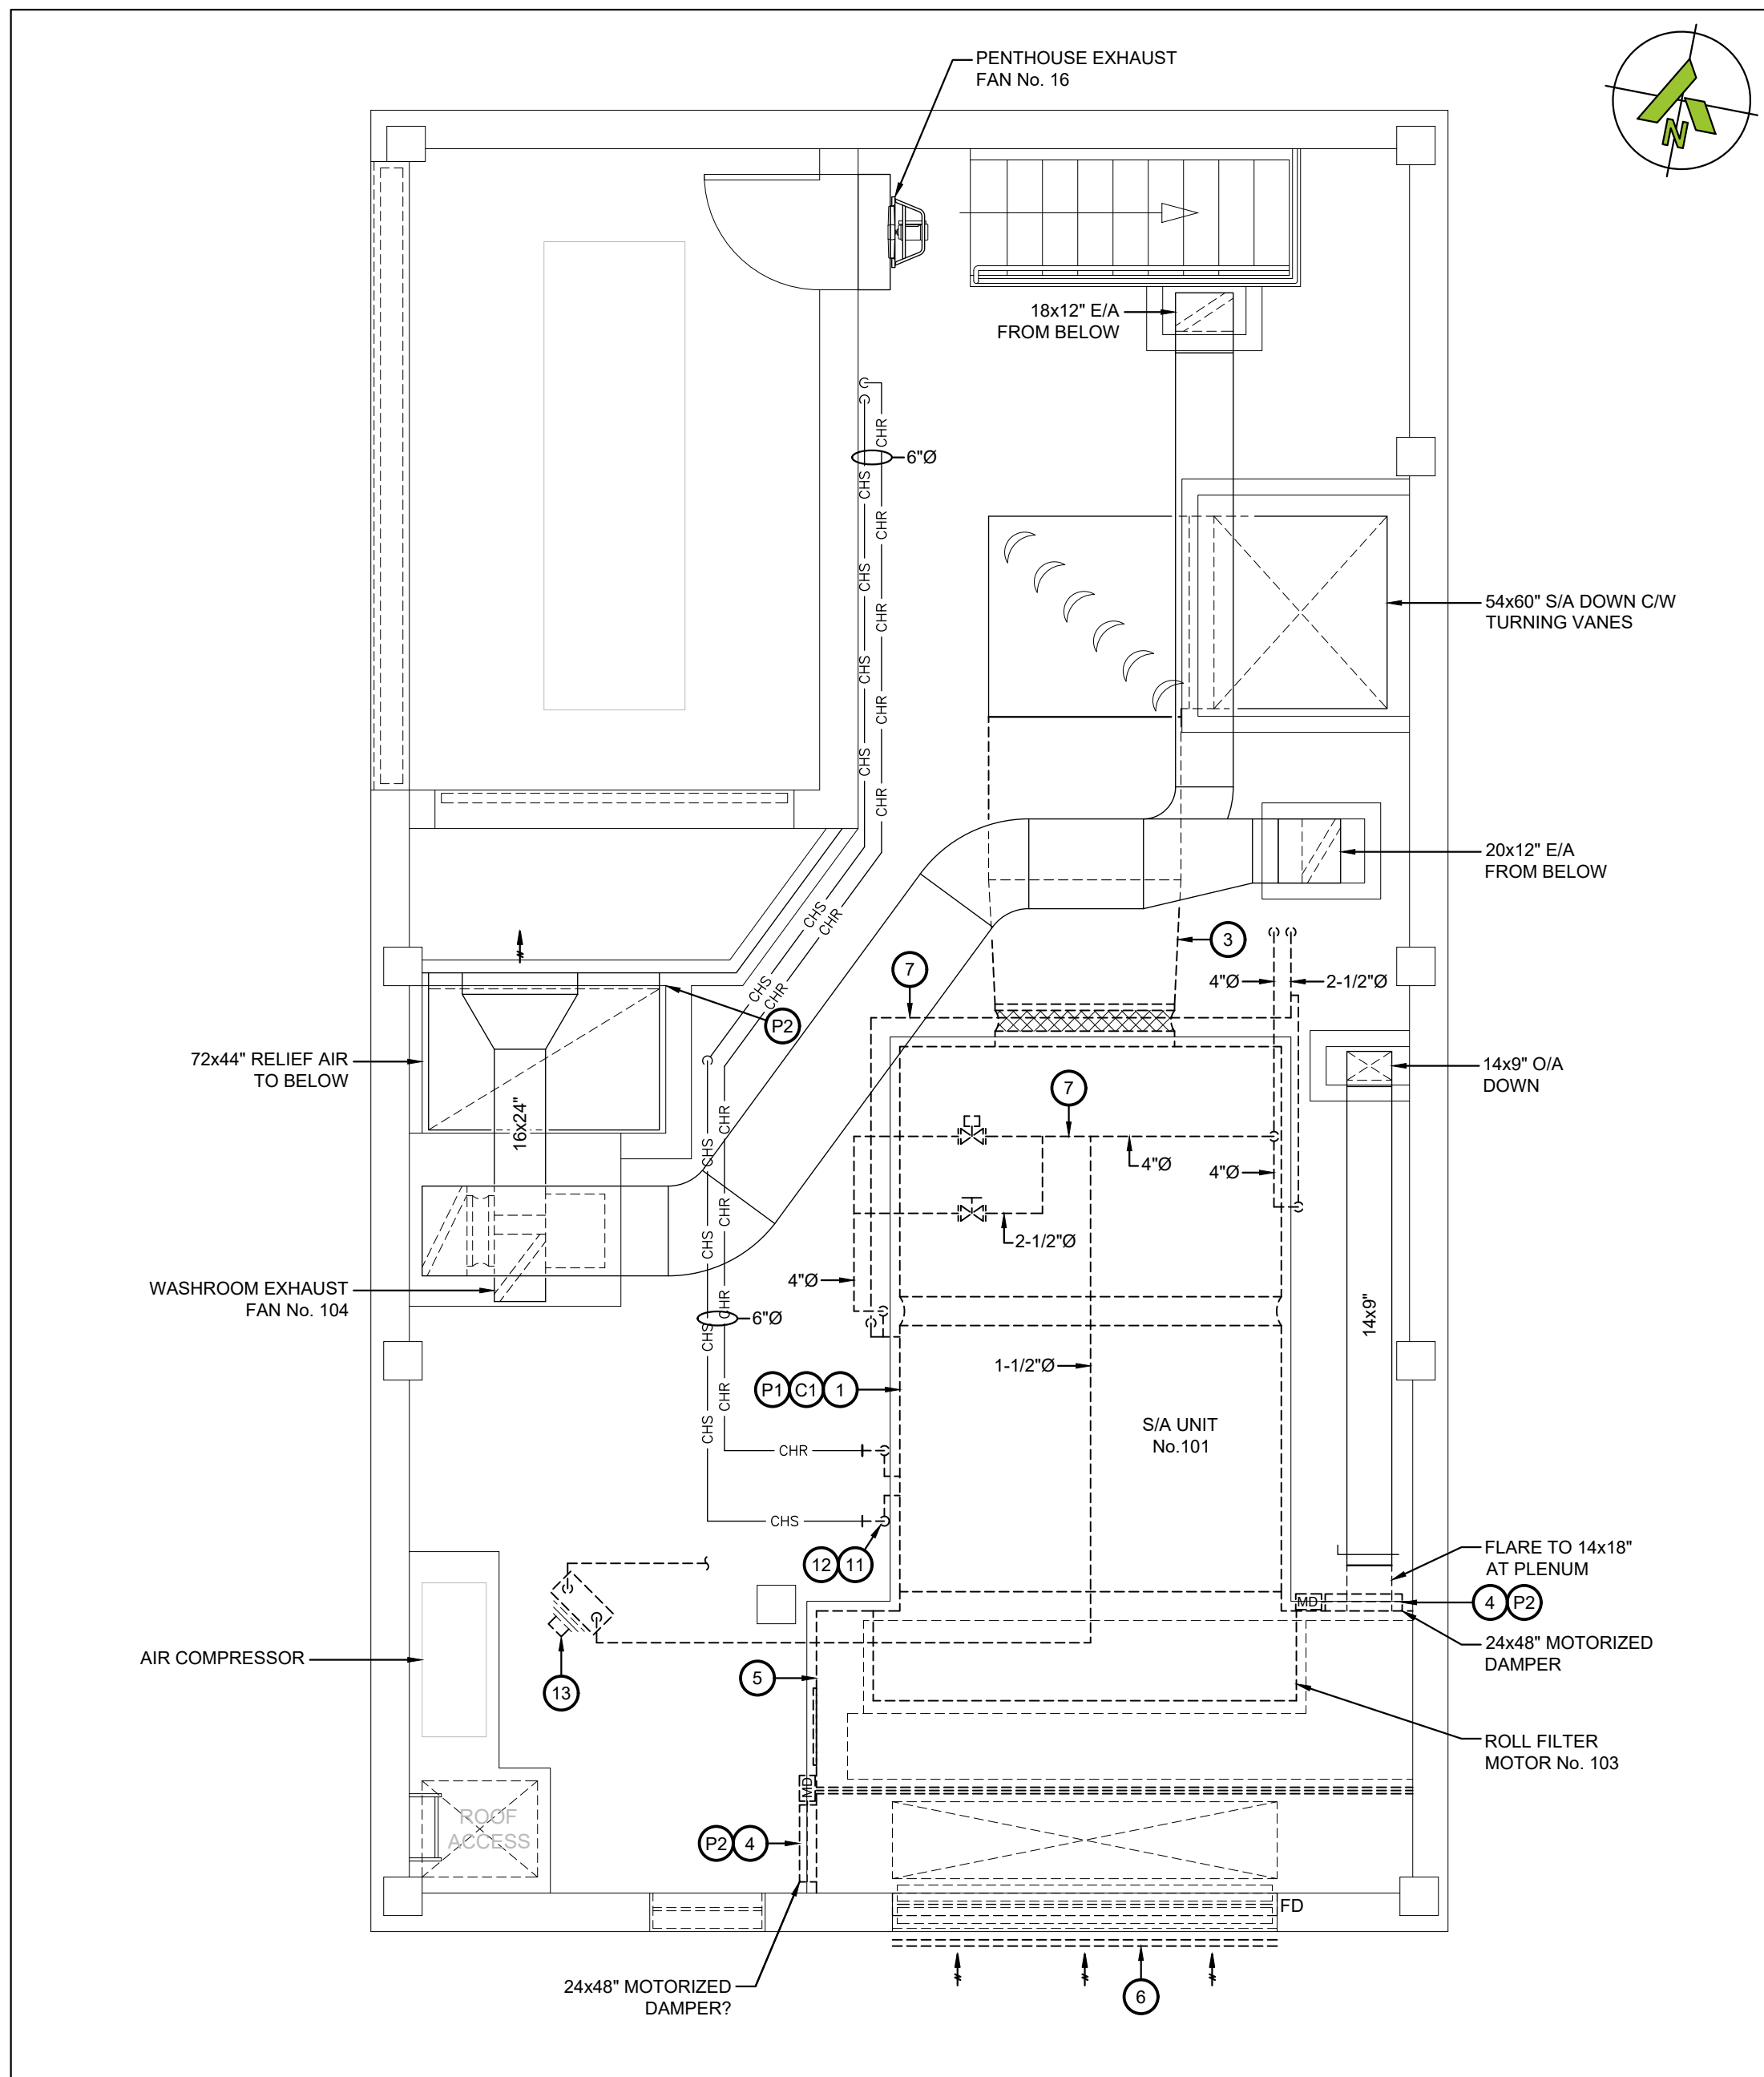 N
PENTHOUSE EXHAUST
FAN No. 16
18x12" E/A
FROM BELOW
CHR
6"Ø
CHS
CHR
CHS
CHR
CHS
CHR
CHS
CHR
54x60" S/A DOWN C/W
TURNING VANES
20x12" E/A
FROM BELOW
CHS
CHR
3
7
4"Ø
2-1/2"Ø
CHS
CHR
P2
72x44" RELIEF AIR
TO BELOW
16x24"
14x9" O/A
DOWN
7
CHR
CHS
4"Ø
4"Ø
CHR
CHS
2-1/2"Ø
4"Ø
WASHROOM EXHAUST
FAN No. 104
CHR
6"Ø
CHS
14x9"
1-1/2"Ø
P1
C1
1
CHR
CHS
S/A UNIT
No.101
CHR
CHS
12
11
FLARE TO 14x18"
AT PLENUM
MD
4
P2
24x48" MOTORIZED
DAMPER
AIR COMPRESSOR
13
5
ROLL FILTER
MOTOR No. 103
MD
ROOF
ACCESS
P2
4
FD
24x48" MOTORIZED
DAMPER?
6